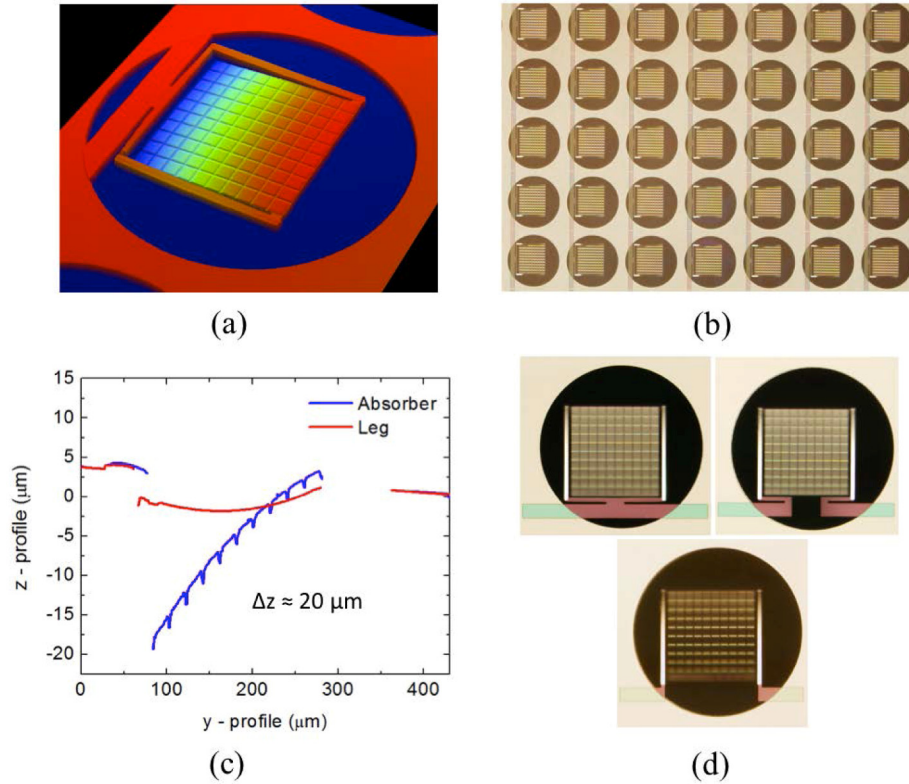 (a)
(b)
15
10
5
0
-5
-10
-15
-20
z - profile (μm)
Absorber
Leg
Δz ≈ 20 μm
0
100
200
300
400
y - profile (μm)
(c)
(d)